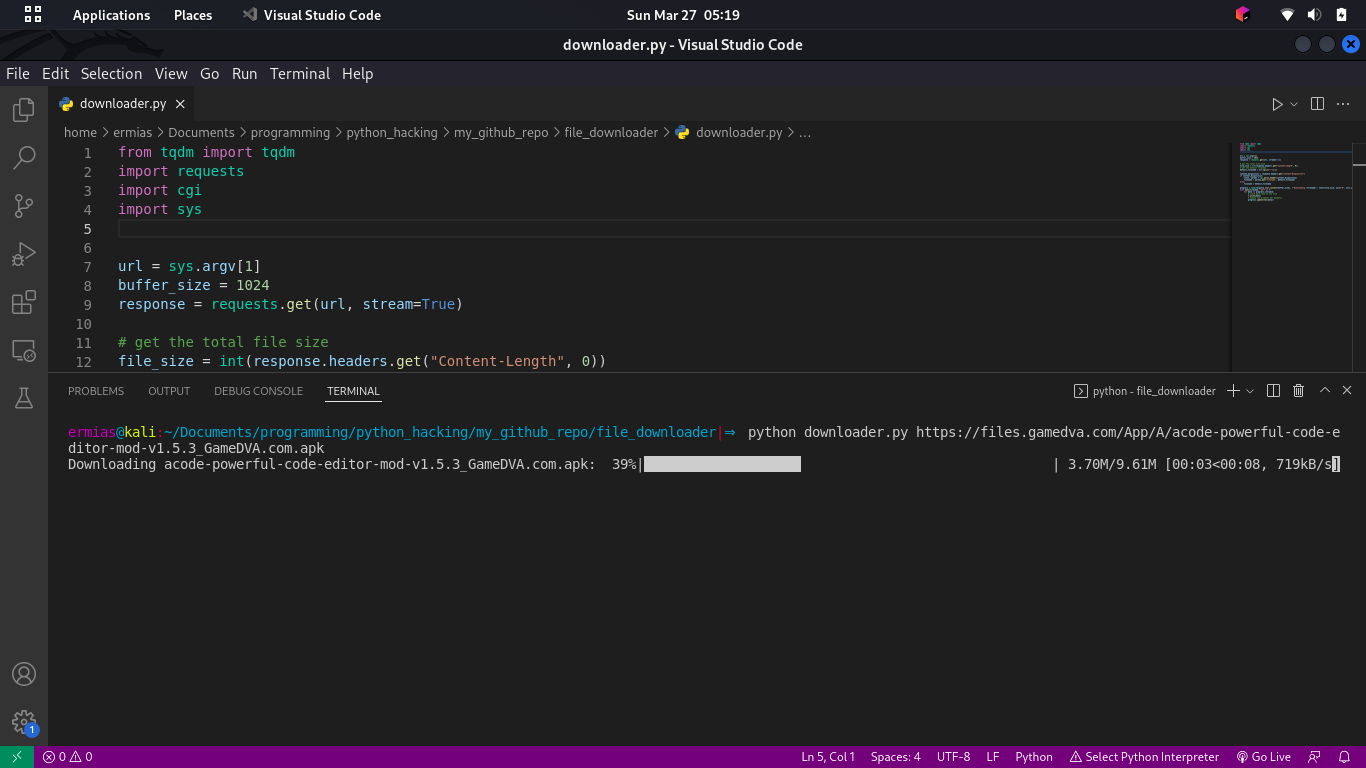 Applications Places Visual Studio Code Sun Mar 27 05:19
downloader.py - Visual Studio Code
File Edit Selection View Go Run Terminal Help
downloader.py
home > ermias > Documents > programming > python_hacking > my_github_repo > file_downloader > downloader.py > ...
1 from tqdm import tqdm
2 import requests
3 import cgi
4 import sys
5
6
7 url = sys.argv[1]
8 buffer_size = 1024
9 response = requests.get(url, stream=True)
10
11 # get the total file size
12 file_size = int(response.headers.get("Content-Length", 0))
PROBLEMS OUTPUT DEBUG CONSOLE TERMINAL python - file_downloader
ermias@kali:~/Documents/programming/python_hacking/my_github_repo/file_downloader|⇒ python downloader.py https://files.gamedva.com/App/A/acode-powerful-code-e
ditor-mod-v1.5.3_GameDVA.com.apk
Downloading acode-powerful-code-editor-mod-v1.5.3_GameDVA.com.apk: 39%| | 3.70M/9.61M [00:03<00:08, 719kB/s]
1
0 0 Ln 5, Col 1 Spaces: 4 UTF-8 LF Python Select Python Interpreter Go Live